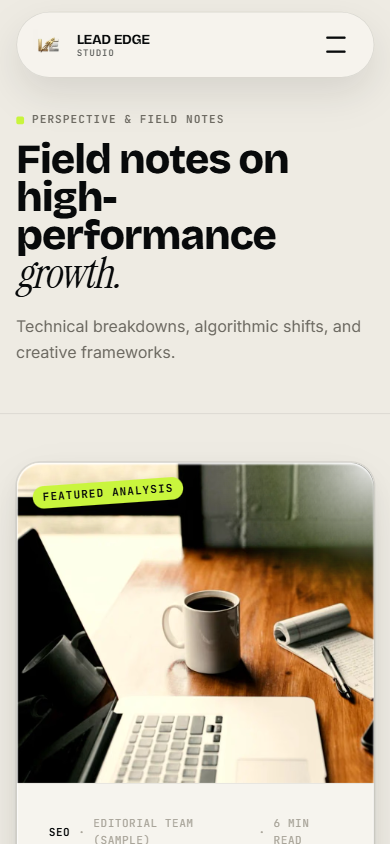 LEAD EDGE
STUDIO
PERSPECTIVE & FIELD NOTES
Field notes on
high-
performance
growth.
Technical breakdowns, algorithmic shifts, and
creative frameworks.
FEATURED ANALYSIS
SEO · EDITORIAL TEAM · 6 MIN
(SAMPLE) READ